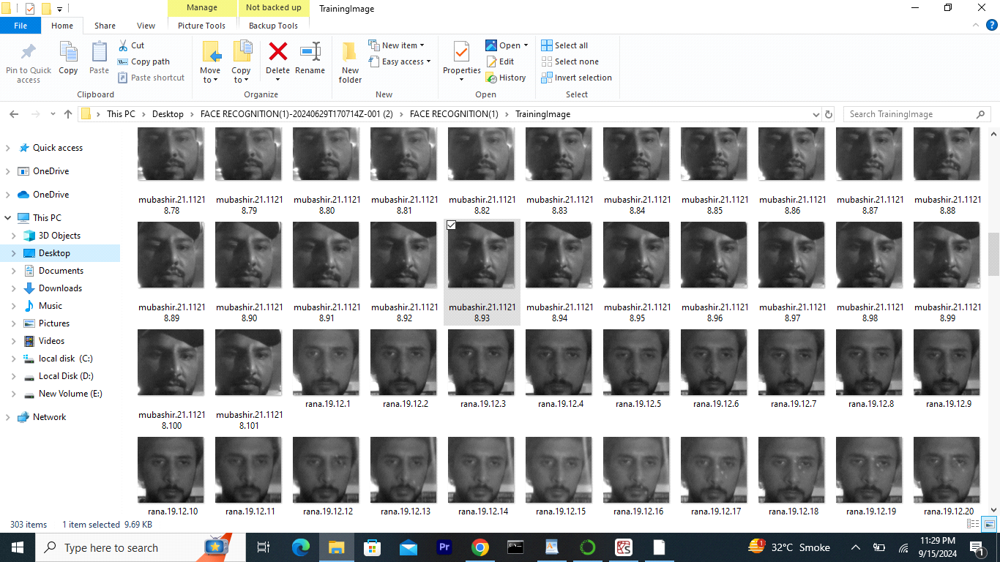 Manage
Not backed up
TrainingImage
File
Home
Share
View
Picture Tools
Backup Tools
Pin to Quick access
Copy
Paste
Cut
Copy path
Paste shortcut
Clipboard
Move to
Copy to
Delete
Rename
Organize
New folder
New item
Easy access
New
Properties
Open
Edit
History
Open
Select all
Select none
Invert selection
Select
This PC
Desktop
FACE RECOGNITION(1)-20240629T170714Z-001 (2)
FACE RECOGNITION(1)
TrainingImage
Search TrainingImage
Quick access
OneDrive
OneDrive
This PC
3D Objects
Desktop
Documents
Downloads
Music
Pictures
Videos
local disk (C:)
Local Disk (D:)
New Volume (E:)
Network
mubashir.21.11218.78
mubashir.21.11218.79
mubashir.21.11218.80
mubashir.21.11218.81
mubashir.21.11218.82
mubashir.21.11218.83
mubashir.21.11218.84
mubashir.21.11218.85
mubashir.21.11218.86
mubashir.21.11218.87
mubashir.21.11218.88
mubashir.21.11218.89
mubashir.21.11218.90
mubashir.21.11218.91
mubashir.21.11218.92
mubashir.21.11218.93
mubashir.21.11218.94
mubashir.21.11218.95
mubashir.21.11218.96
mubashir.21.11218.97
mubashir.21.11218.98
mubashir.21.11218.99
mubashir.21.11218.100
mubashir.21.11218.101
rana.19.12.1
rana.19.12.2
rana.19.12.3
rana.19.12.4
rana.19.12.5
rana.19.12.6
rana.19.12.7
rana.19.12.8
rana.19.12.9
rana.19.12.10
rana.19.12.11
rana.19.12.12
rana.19.12.13
rana.19.12.14
rana.19.12.15
rana.19.12.16
rana.19.12.17
rana.19.12.18
rana.19.12.19
rana.19.12.20
303 items
1 item selected 9.69 KB
Type here to search
Pr
1
32°C Smoke
11:29 PM
9/15/2024
1